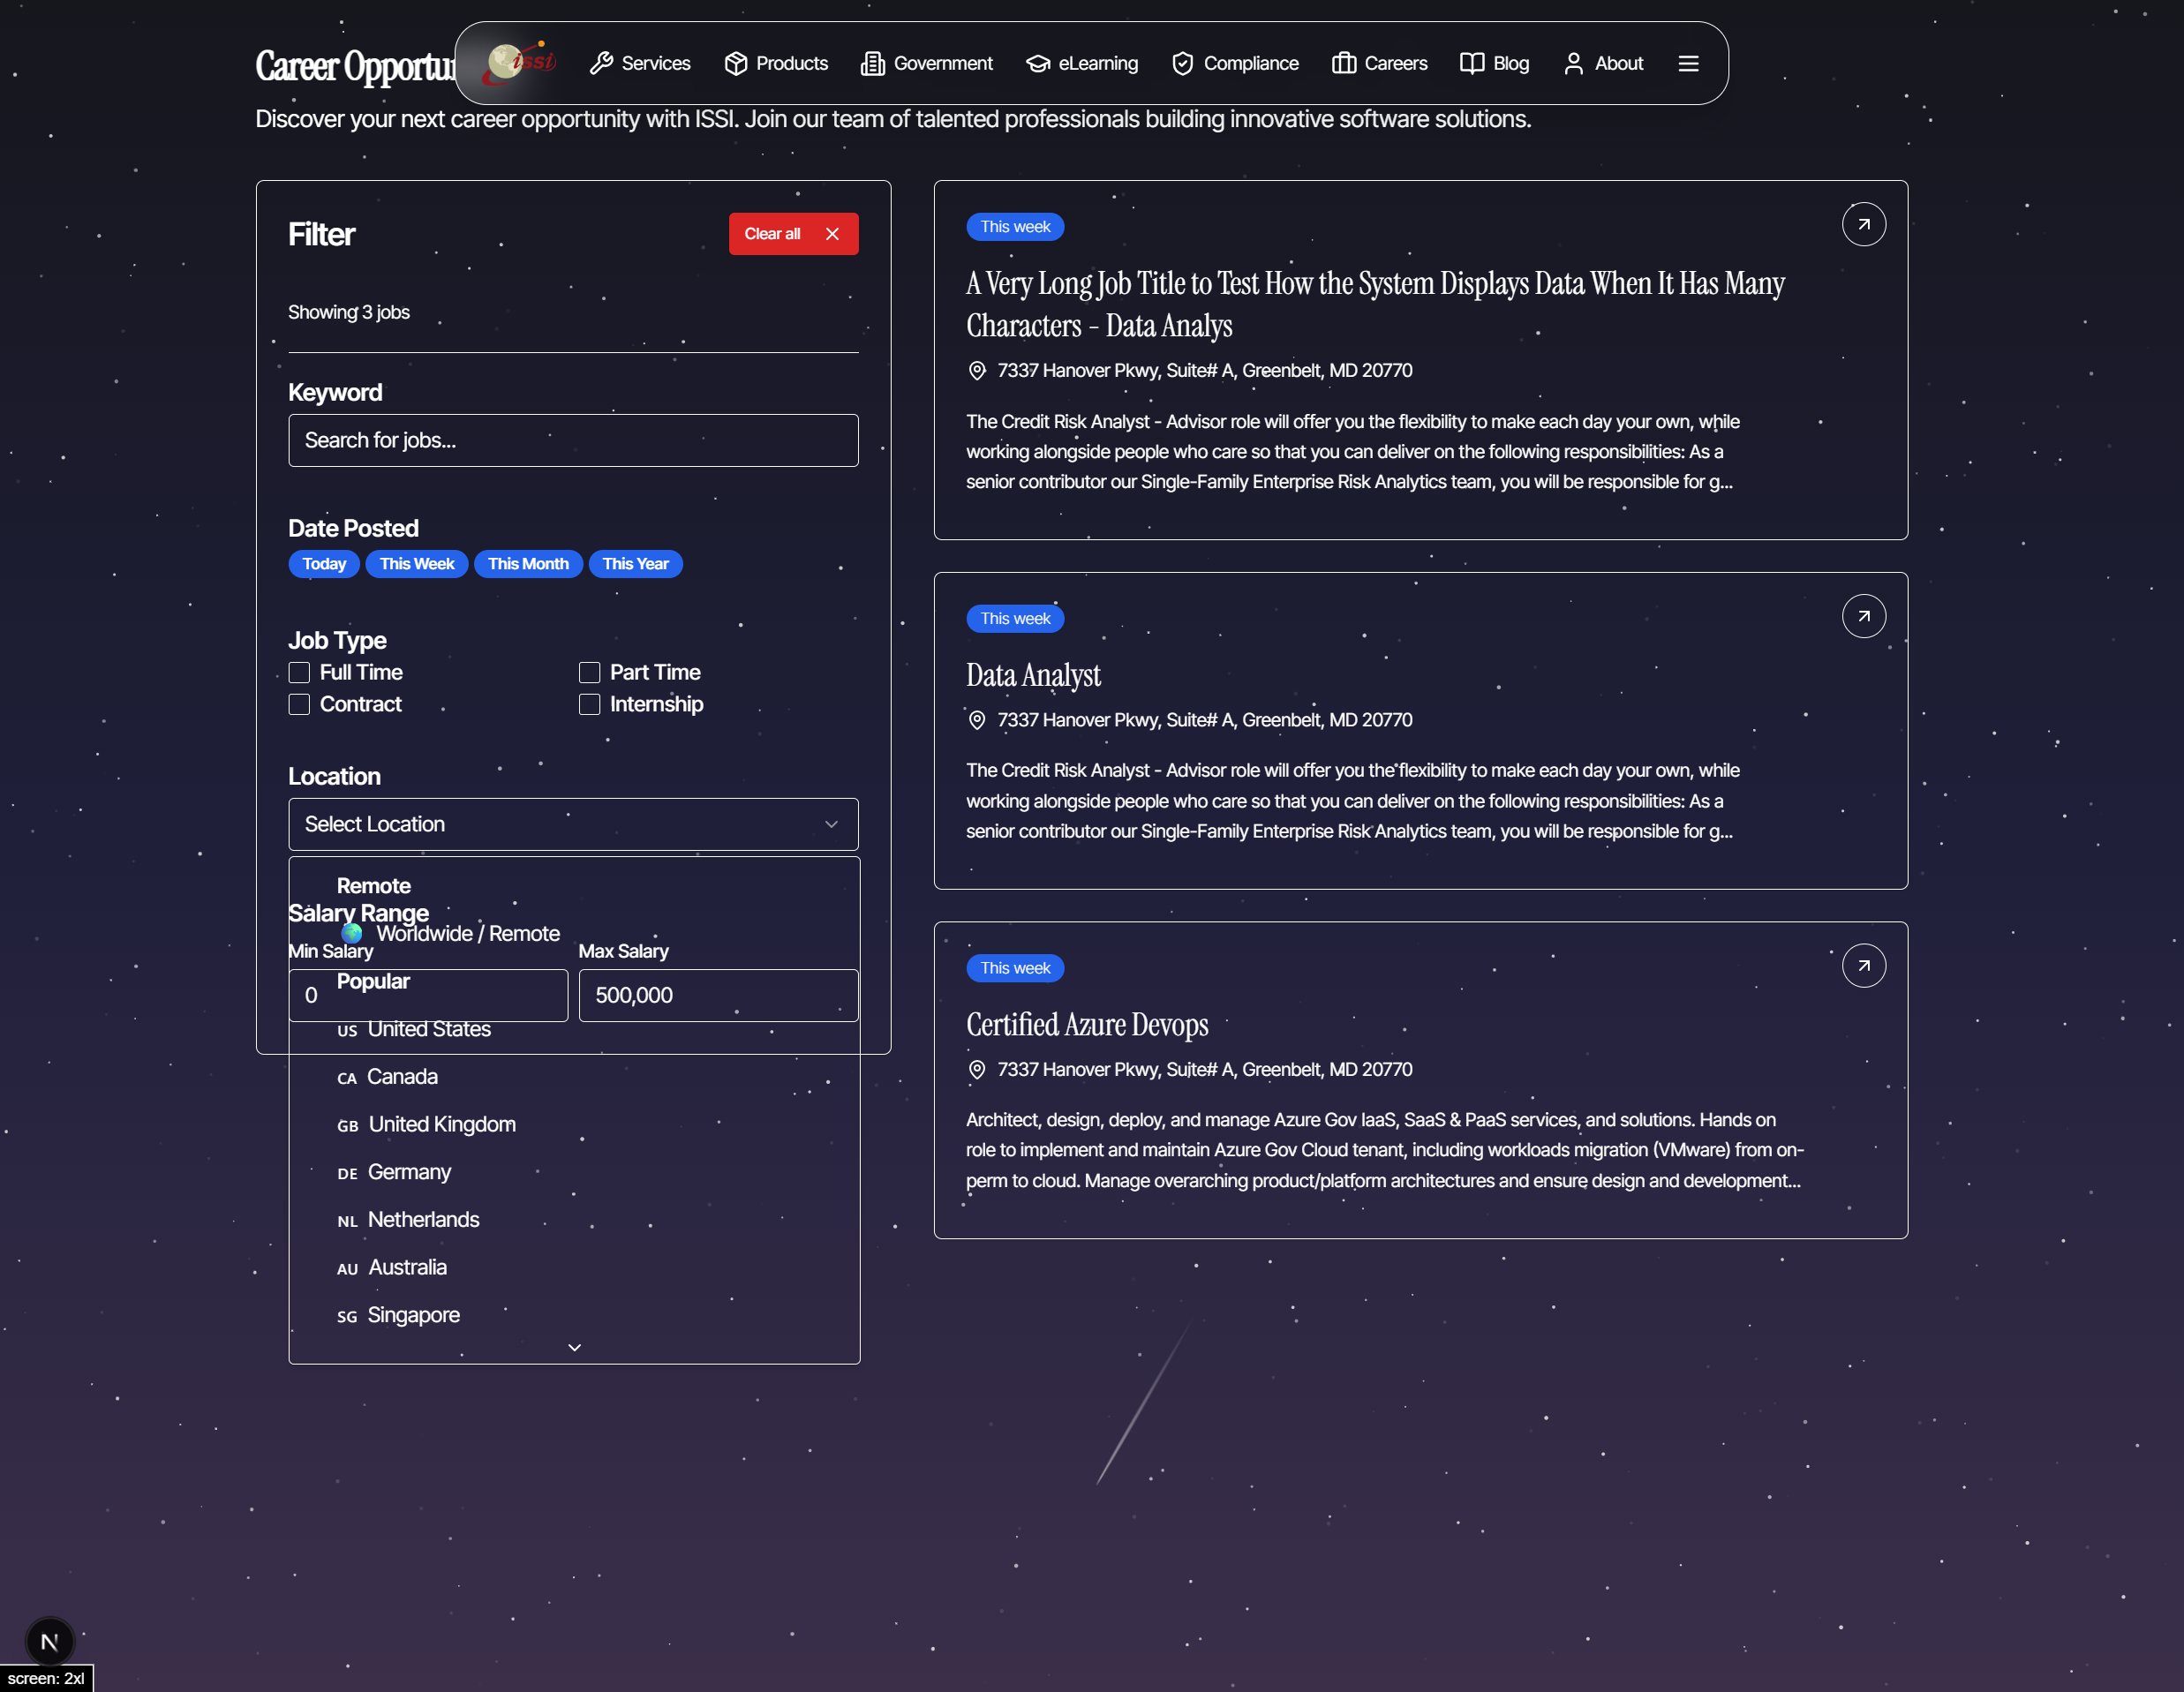 issi
Services
Products
Government
eLearning
Compliance
Careers
Blog
About
Career Opportu
Discover your next career opportunity with ISSI. Join our team of talented professionals building innovative software solutions.
Filter
Clear all
Showing 3 jobs
Keyword
Search for jobs...
Date Posted
Today
This Week
This Month
This Year
Job Type
Full Time
Part Time
Contract
Internship
Location
Select Location
Remote
Salary Range
Worldwide / Remote
Min Salary
Max Salary
Popular
0
500,000
US United States
CA Canada
GB United Kingdom
DE Germany
NL Netherlands
AU Australia
SG Singapore
This week
A Very Long Job Title to Test How the System Displays Data When It Has Many
Characters - Data Analys
7337 Hanover Pkwy, Suite# A, Greenbelt, MD 20770
The Credit Risk Analyst - Advisor role will offer you the flexibility to make each day your own, while
working alongside people who care so that you can deliver on the following responsibilities: As a
senior contributor our Single-Family Enterprise Risk Analytics team, you will be responsible for g...
This week
Data Analyst
7337 Hanover Pkwy, Suite# A, Greenbelt, MD 20770
The Credit Risk Analyst - Advisor role will offer you the flexibility to make each day your own, while
working alongside people who care so that you can deliver on the following responsibilities: As a
senior contributor our Single-Family Enterprise Risk Analytics team, you will be responsible for g...
This week
Certified Azure Devops
7337 Hanover Pkwy, Suite# A, Greenbelt, MD 20770
Architect, design, deploy, and manage Azure Gov IaaS, SaaS & PaaS services, and solutions. Hands on
role to implement and maintain Azure Gov Cloud tenant, including workloads migration (VMware) from on-
perm to cloud. Manage overarching product/platform architectures and ensure design and development...
N
screen: 2xl